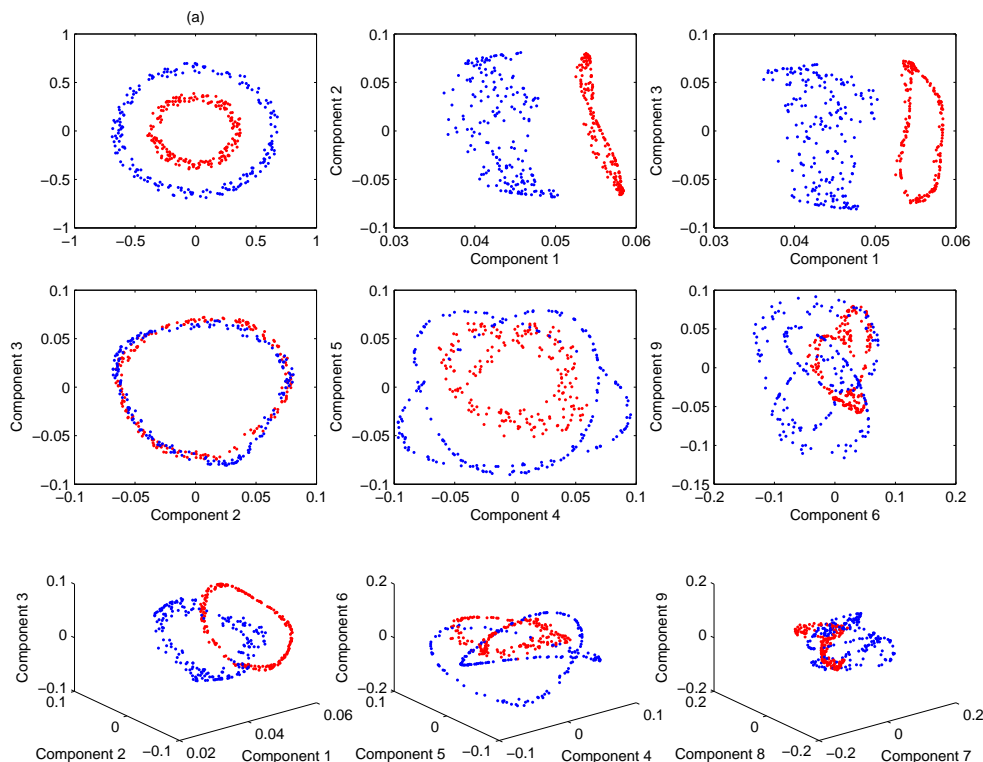 (a)
1
0.5
0
−0.5
−1
−1 −0.5 0 0.5 1
Component 2
0.1
0.05
0
−0.05
−0.1
0.03 0.04 0.05 0.06
Component 1
Component 3
0.1
0.05
0
−0.05
−0.1
0.03 0.04 0.05 0.06
Component 1
Component 3
0.1
0.05
0
−0.05
−0.1
−0.1 −0.05 0 0.05 0.1
Component 2
Component 5
0.1
0.05
0
−0.05
−0.1
−0.1 −0.05 0 0.05 0.1
Component 4
Component 9
0.1
0.05
0
−0.05
−0.1
−0.15
−0.2 −0.1 0 0.1 0.2
Component 6
Component 3
0.1
0
−0.1
0.1
0
−0.1
Component 2
0.02
0.04
0.06
Component 1
Component 6
0.2
0
−0.2
0.1
0
−0.1
Component 5
−0.1
0
0.1
Component 4
Component 9
0.2
0
−0.2
0.2
0
−0.2
Component 8
−0.2
0
0.2
Component 7